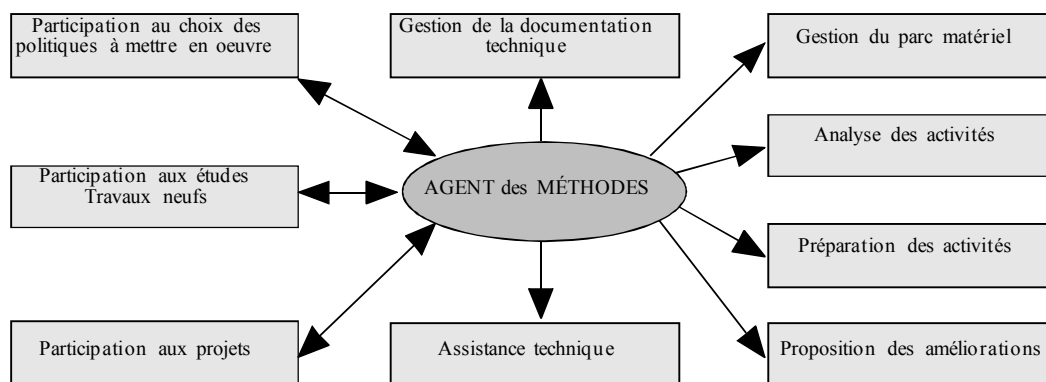 Participation au choix des
politiques à mettre en oeuvre
Gestion de la documentation
technique
Gestion du parc matériel
Analyse des activités
Participation aux études
Travaux neufs
AGENT des MÉTHODES
Préparation des activités
Participation aux projets
Assistance technique
Proposition des améliorations